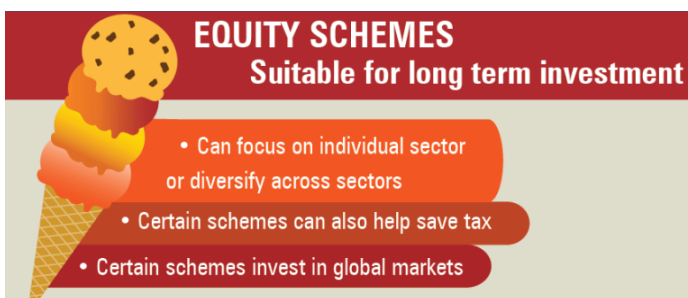 EQUITY SCHEMES
Suitable for long term investment
• Can focus on individual sector
or diversify across sectors
• Certain schemes can also help save tax
• Certain schemes invest in global markets